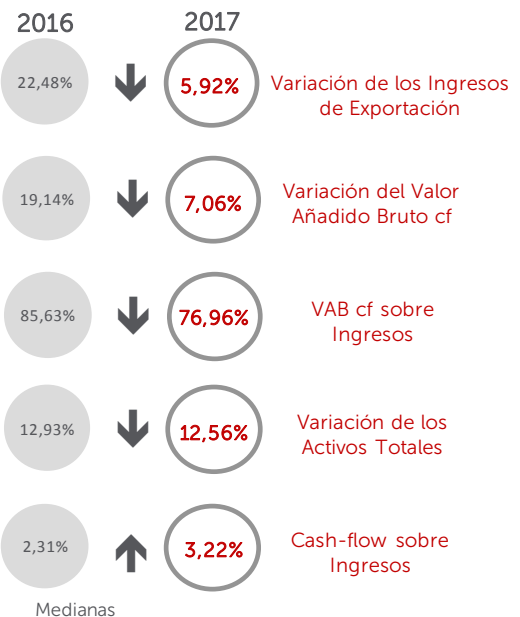 2016 2017
22,48% 5,92% Variación de los Ingresos
de Exportación
19,14% 7,06% Variación del Valor
Añadido Bruto cf
85,63% 76,96% VAB cf sobre
Ingresos
12,93% 12,56% Variación de los
Activos Totales
2,31% 3,22% Cash-flow sobre
Ingresos
Medianas